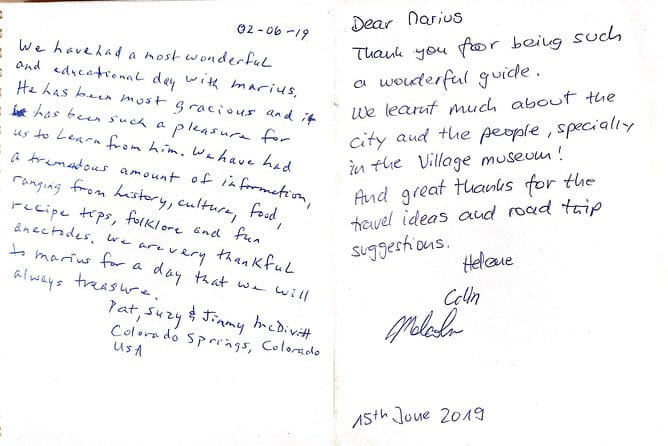 02-06-19
We have had a most wonderful
and educational day with marius.
He has been most gracious and it
has been such a pleasure for
us to learn from him. We have had
a tremendous amount of information,
ranging from history, culture, food,
recipe tips, folklore and fun
anectodes. We are very thankful
to marius for a day that we will
always treasure.
Pat, Suzy & Jimmy McDivitt
Colorado Springs, Colorado
USA
Dear Marius
Thank you for being such
a wonderful guide.
We learnt much about the
city and the people, specially
in the Village museum!
And great thanks for the
travel ideas and road trip
suggestions.
Helene
Colin
Malcolm
15th June 2019